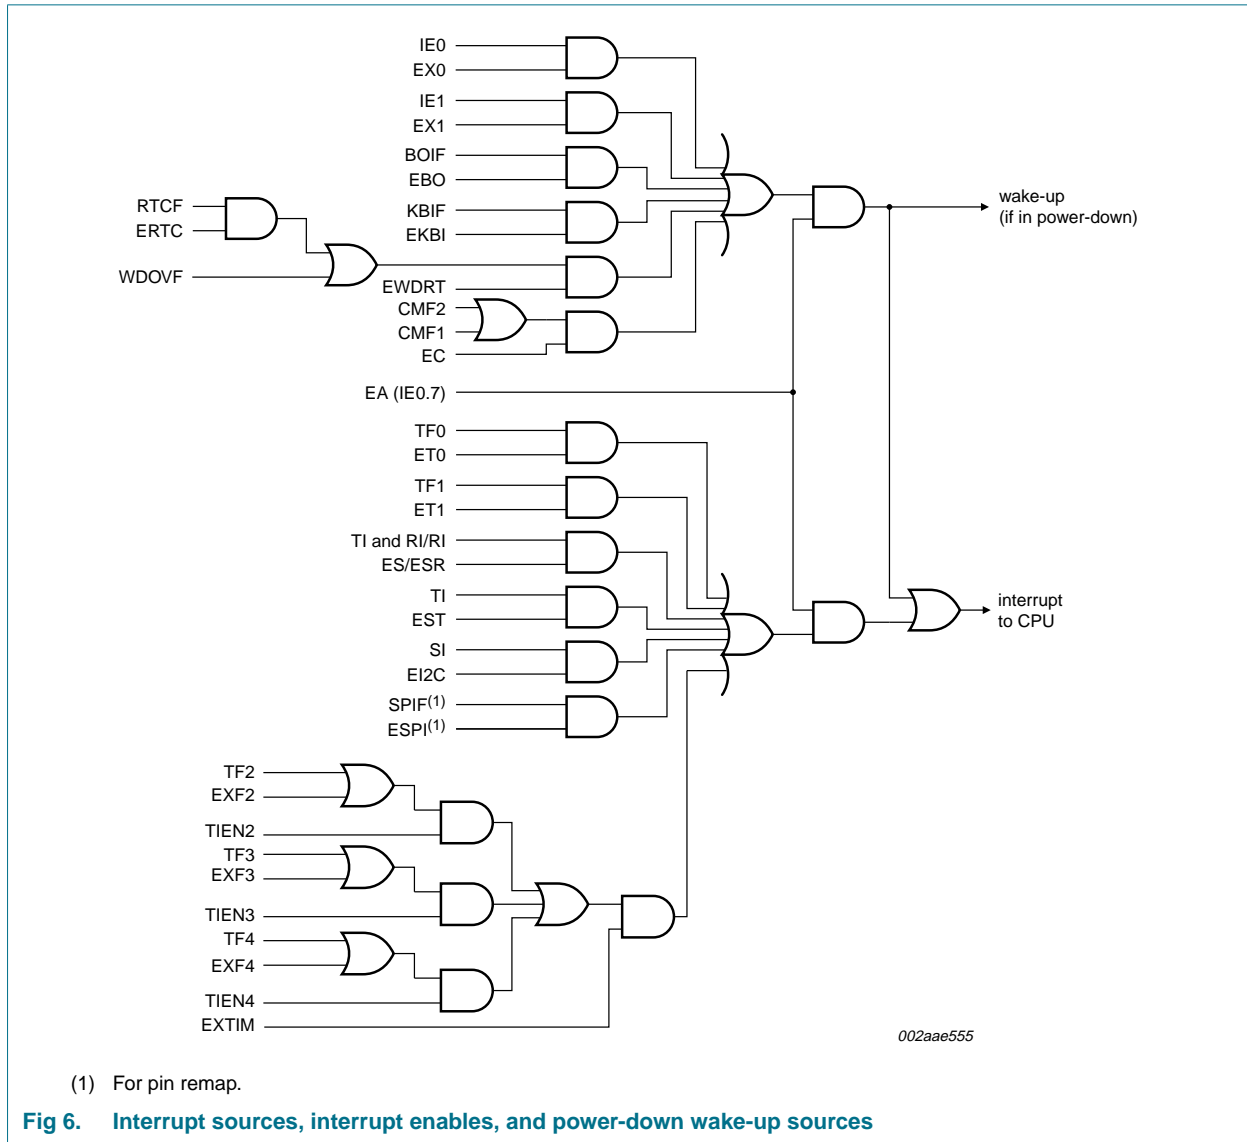 IE0
EX0
IE1
EX1
BOIF
EBO
KBIF
EKBI
RTCF
ERTC
WDOVF
EWDRT
CMF2
CMF1
EC
wake-up
(if in power-down)
EA (IE0.7)
TF0
ET0
TF1
ET1
TI and RI/RI
ES/ESR
TI
EST
SI
EI2C
SPIF(1)
ESPI(1)
interrupt
to CPU
TF2
EXF2
TIEN2
TF3
EXF3
TIEN3
TF4
EXF4
TIEN4
EXTIM
002aae555
(1) For pin remap.
Fig 6. Interrupt sources, interrupt enables, and power-down wake-up sources